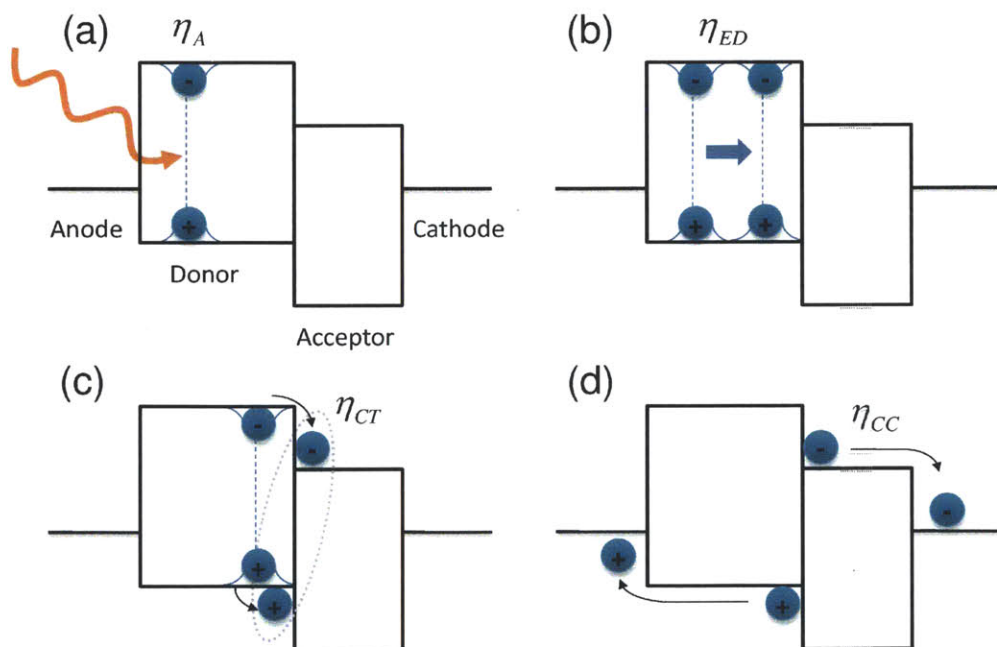 (a)
η_A
Anode
Donor
Acceptor
Cathode
-
+
(b)
η_ED
-
-
+
+
(c)
η_CT
-
-
+
+
(d)
η_CC
-
-
+
+